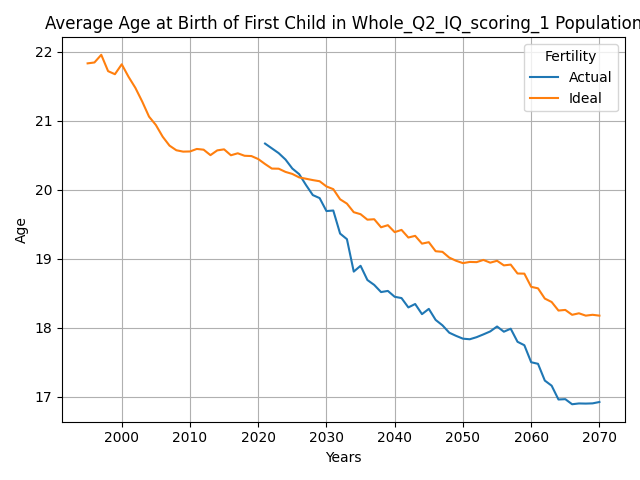 Average Age at Birth of First Child in Whole_Q2_IQ_scoring_1 Population
Fertility
Actual
Ideal
22
21
20
19
18
17
Age
2000
2010
2020
2030
2040
2050
2060
2070
Years